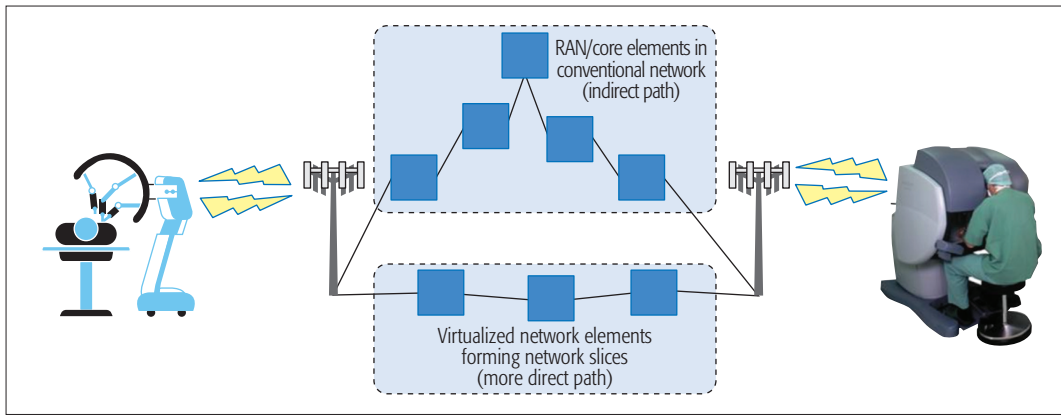 RAN/core elements in
conventional network
(indirect path)
Virtualized network elements
forming network slices
(more direct path)